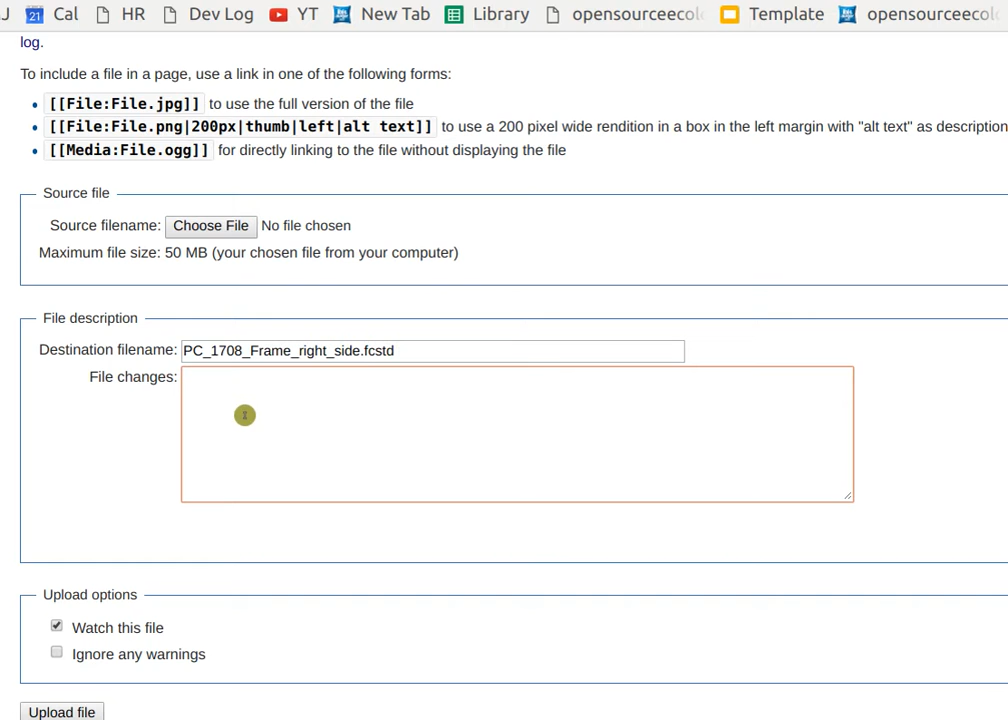 21 Cal HR Dev Log YT New Tab Library opensourceecol Template opensourceecol
log.
To include a file in a page, use a link in one of the following forms:
[[File:File.jpg]] to use the full version of the file
[[File:File.png|200px|thumb|left|alt text]] to use a 200 pixel wide rendition in a box in the left margin with "alt text" as description
[[Media:File.ogg]] for directly linking to the file without displaying the file
Source file
Source filename: Choose File No file chosen
Maximum file size: 50 MB (your chosen file from your computer)
File description
Destination filename: PC_1708_Frame_right_side.fcstd
File changes:
Upload options
Watch this file
Ignore any warnings
Upload file